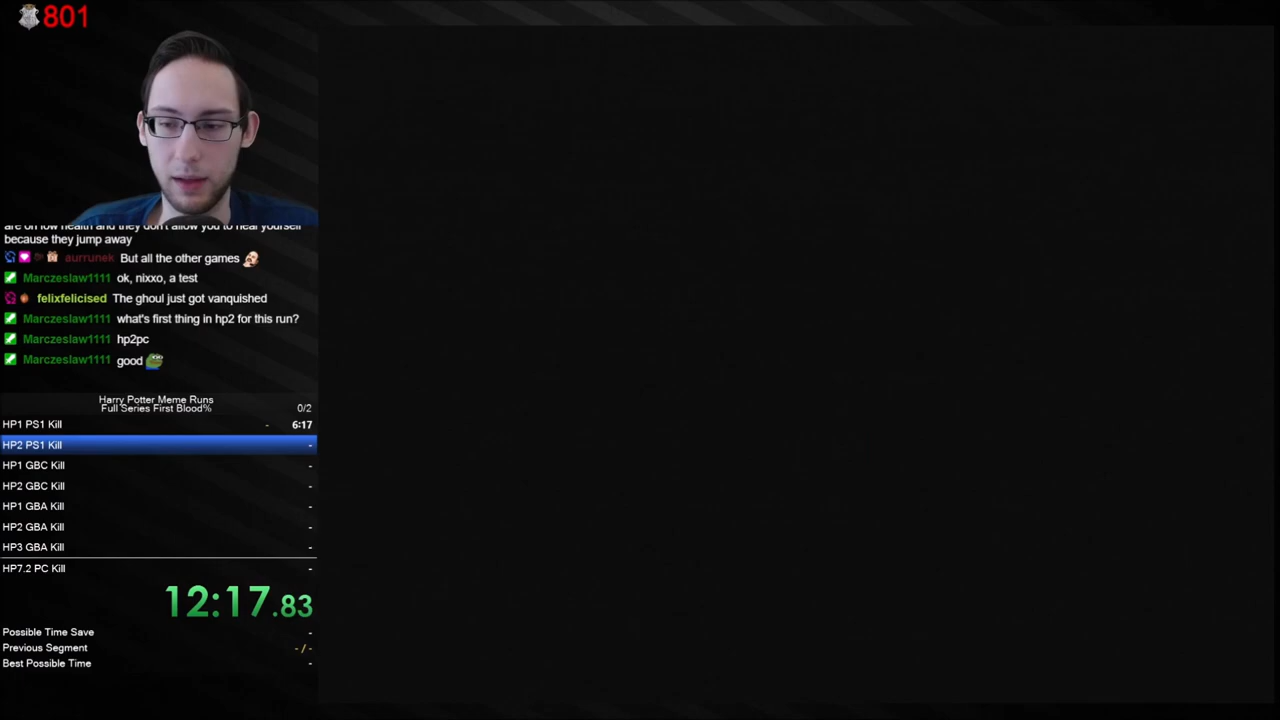 801
are on low health and they don't allow you to heal yourself
because they jump away
aurrunek But all the other games
Marczeslaw1111 ok, nixxo, a test
felixfelicised The ghoul just got vanquished
Marczeslaw1111 what's first thing in hp2 for this run?
Marczeslaw1111 hp2pc
Marczeslaw1111 good
Harry Potter Meme Runs
Full Series First Blood% 0/2
HP1 PS1 Kill - 6:17
HP2 PS1 Kill -
HP1 GBC Kill -
HP2 GBC Kill -
HP1 GBA Kill -
HP2 GBA Kill -
HP3 GBA Kill -
HP7.2 PC Kill -
12:17.83
Possible Time Save -
Previous Segment -/-
Best Possible Time -